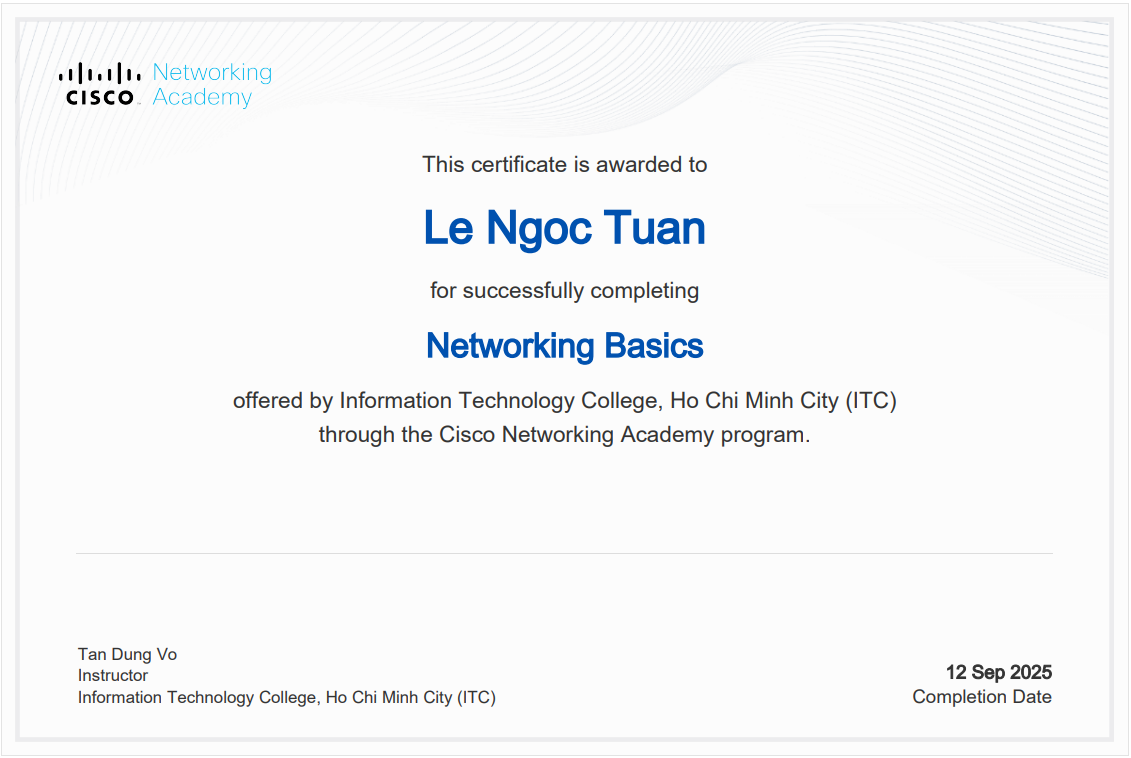 Networking
CISCO Academy
This certificate is awarded to
Le Ngoc Tuan
for successfully completing
Networking Basics
offered by Information Technology College, Ho Chi Minh City (ITC)
through the Cisco Networking Academy program.
Tan Dung Vo
Instructor
Information Technology College, Ho Chi Minh City (ITC)
12 Sep 2025
Completion Date